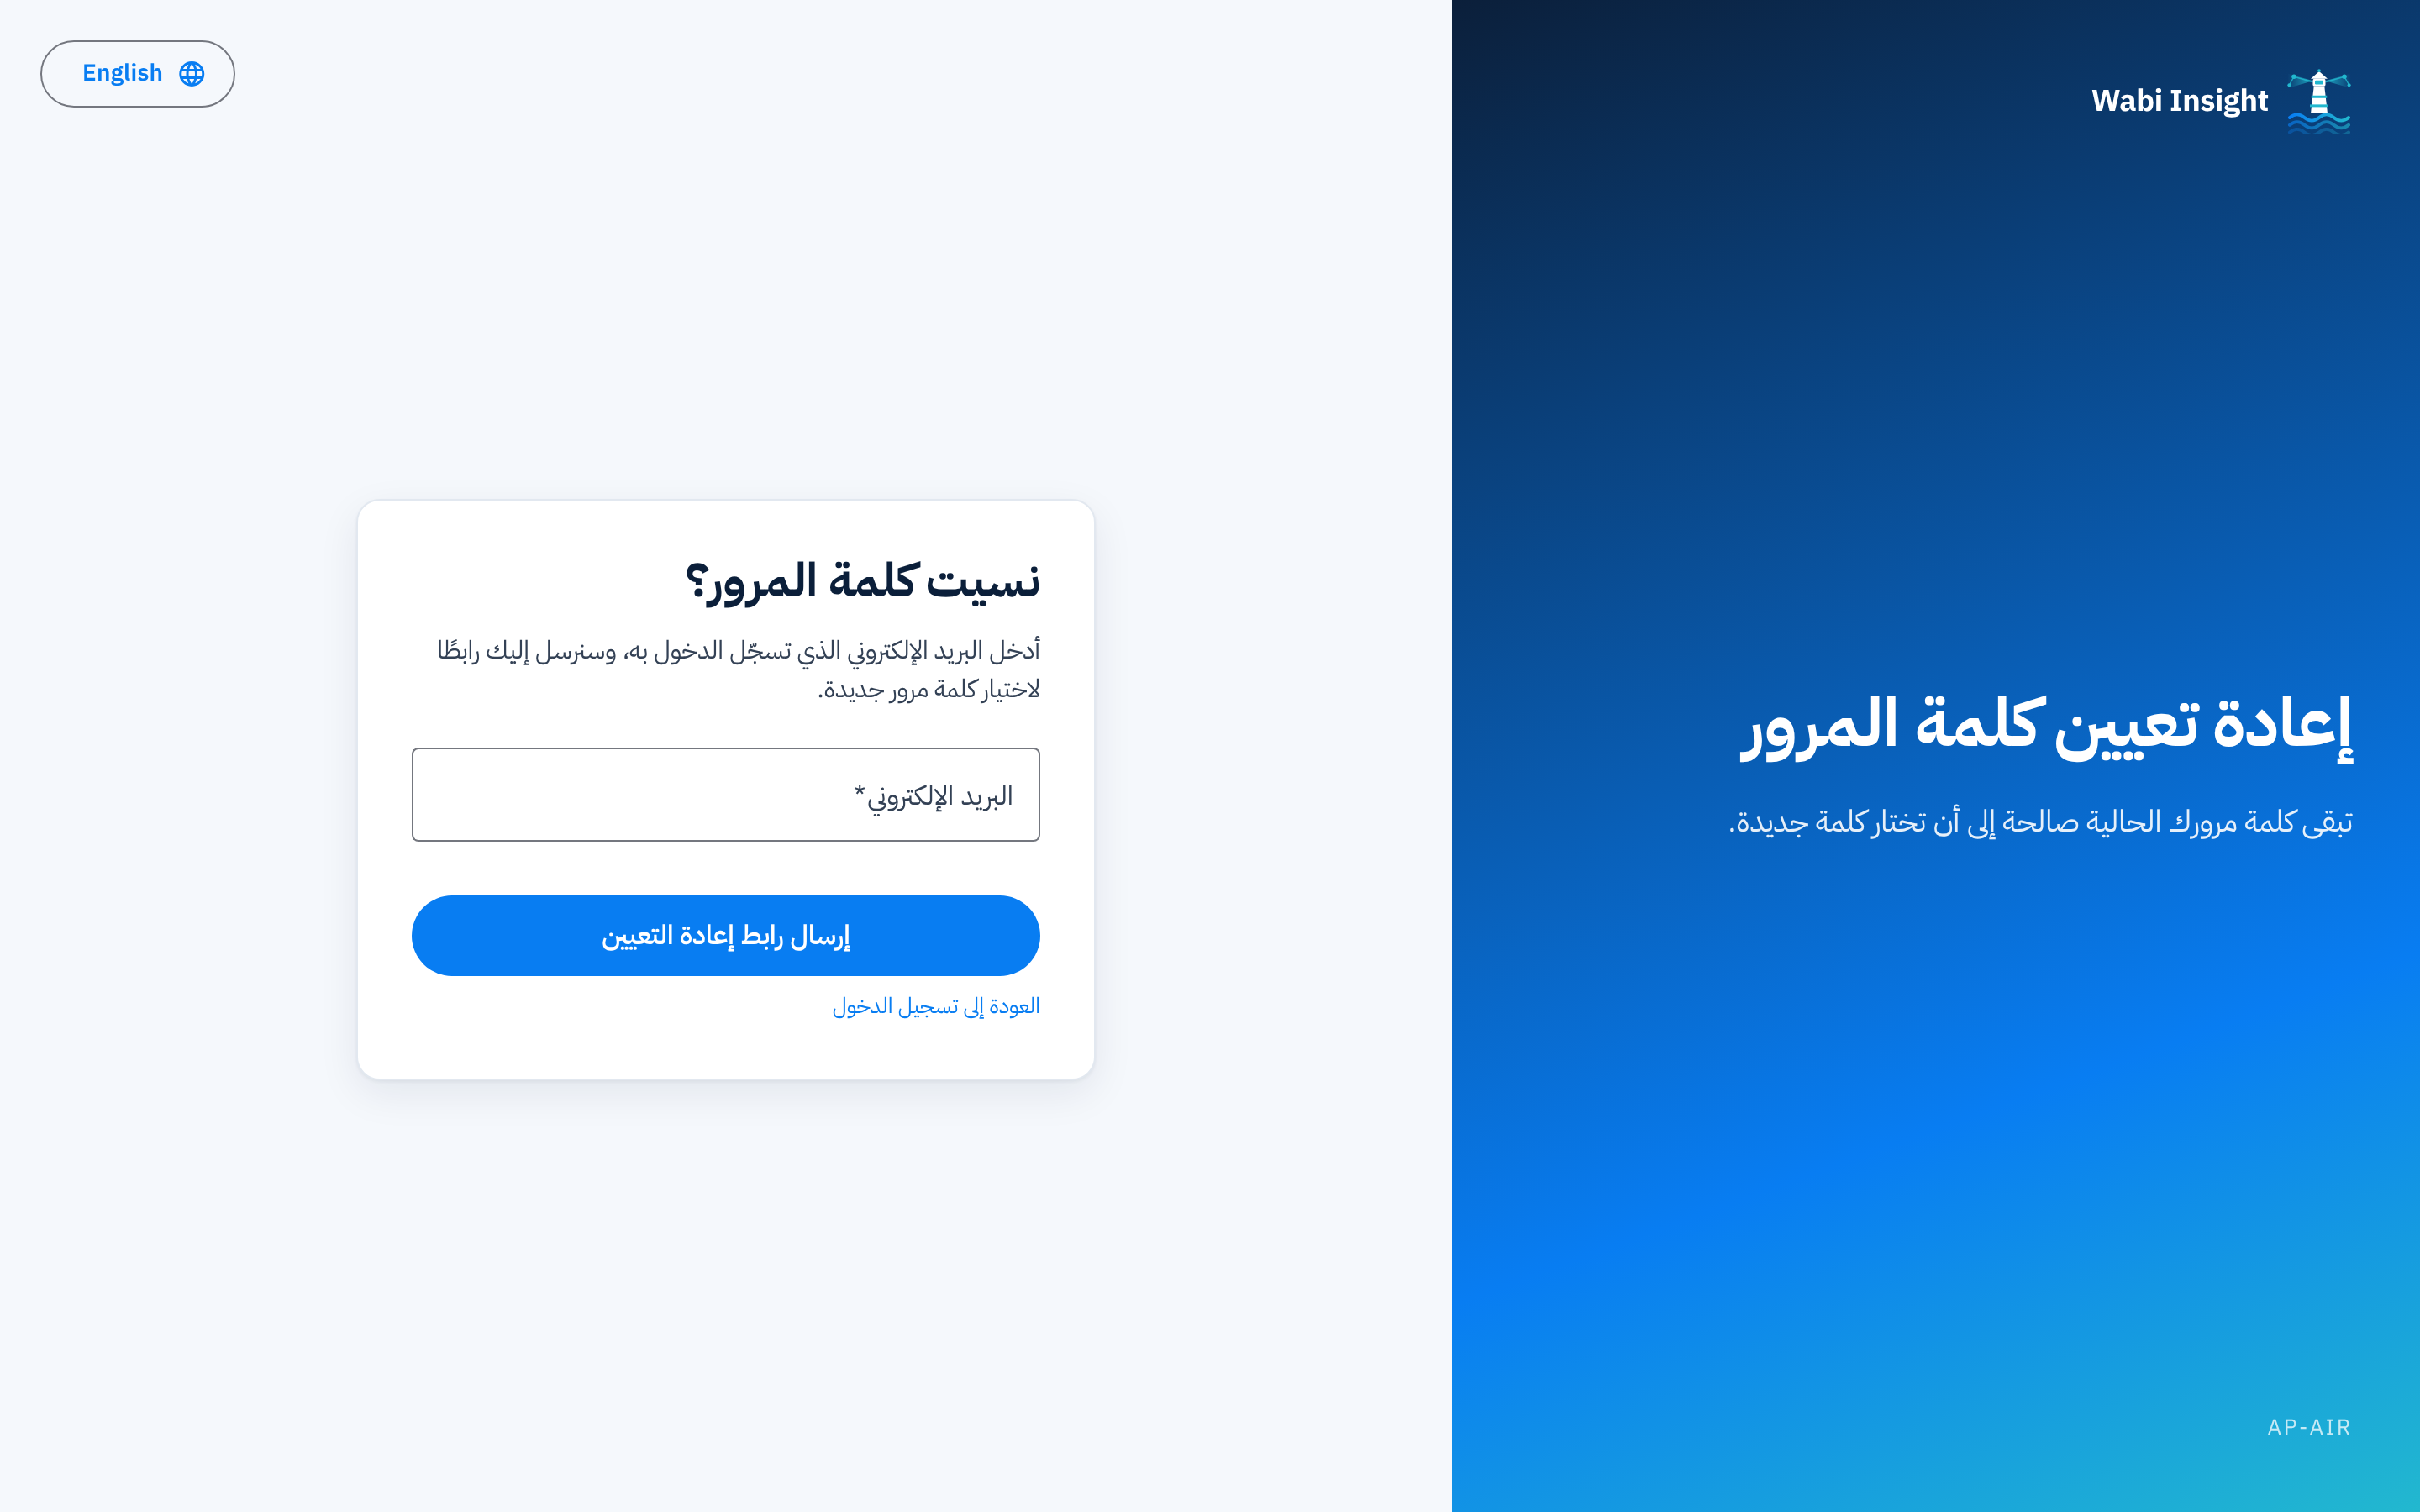 Wabi Insight
English
إعادة تعيين كلمة المرور
تبقى كلمة مرورك الحالية صالحة إلى أن تختار كلمة جديدة.
AP-AIR
نسيت كلمة المرور؟
أدخل البريد الإلكتروني الذي تسجّل الدخول به، وسنرسل إليك رابطًا
لاختيار كلمة مرور جديدة.
البريد الإلكتروني*
إرسال رابط إعادة التعيين
العودة إلى تسجيل الدخول